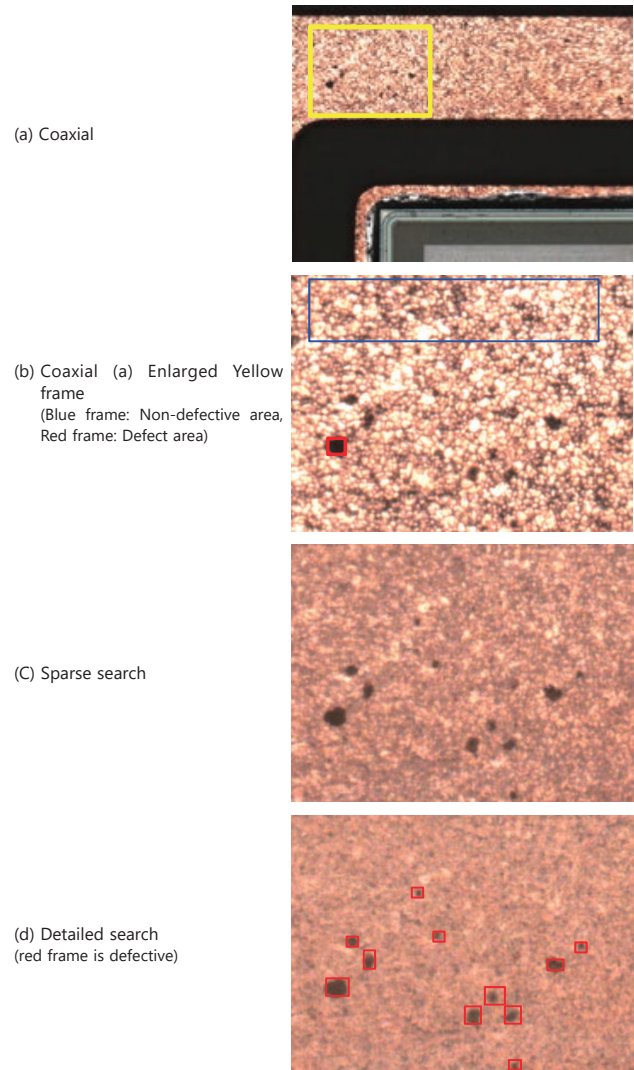 (a) Coaxial
(b) Coaxial (a) Enlarged Yellow
frame
(Blue frame: Non-defective area,
Red frame: Defect area)
(C) Sparse search
(d) Detailed search
(red frame is defective)